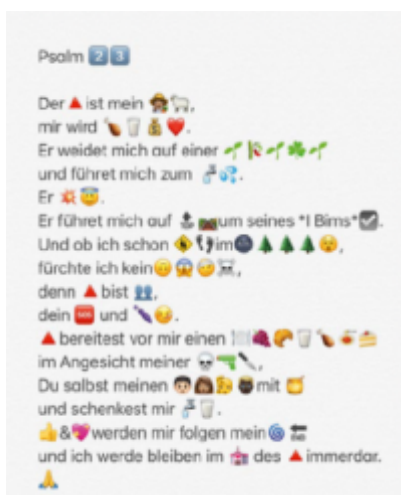 Psalm 2️⃣3️⃣
Der 🔺 ist mein 👩‍🌾🐑,
mir wird 🍗🥛💰❤️.
Er weidet mich auf einer 🌱🎋🌱☘️🌱
und führet mich zum 🚰💦.
Er 💥😇.
Er führet mich auf 🛣️um seines *I Bims*☑️.
Und ob ich schon 🚸👣im🌚🌲🌲🌲😯,
fürchte ich kein🙃😱😕☠️,
denn 🔺bist 👥,
dein 🆘 und 🍆😏.
🔺bereitest vor mir einen 🍽️🍇🥐🥛🍗🍝🍰
im Angesicht meiner 💀🔫🔪,
Du salbst meinen mit 🍯
und schenkest mir 🚰🥛.
👍&💖werden mir folgen mein🌀🔚
und ich werde bleiben im 🏩 des 🔺immerdar.
🙏